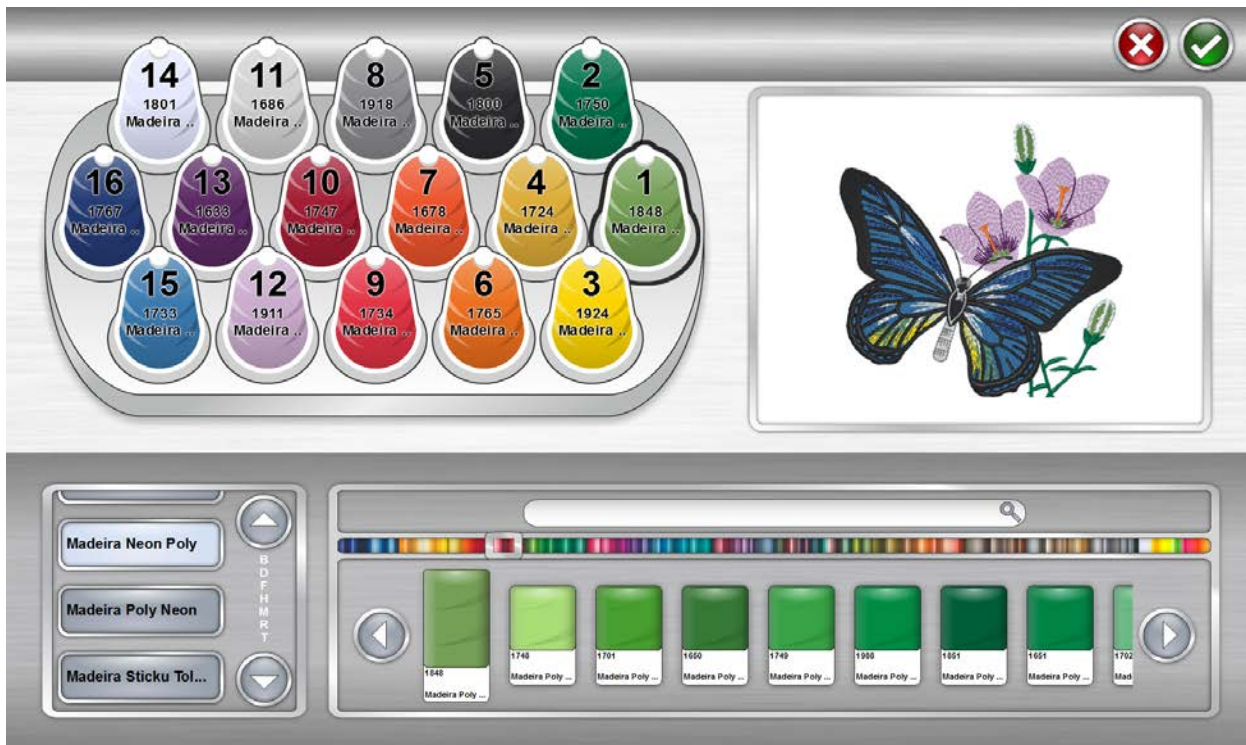 14
1801
Madeira ..
11
1686
Madeira ..
8
1918
Madeira ..
5
1800
Madeira ..
2
1750
Madeira ..
16
1767
Madeira ..
13
1633
Madeira ..
10
1747
Madeira ..
7
1678
Madeira ..
4
1724
Madeira ..
1
1848
Madeira ..
15
1733
Madeira ..
12
1911
Madeira ..
9
1734
Madeira ..
6
1765
Madeira ..
3
1924
Madeira ..
Madeira Neon Poly
Madeira Poly Neon
Madeira Sticku Tol...
B
D
F
H
M
R
T
1848
Madeira Poly ...
1748
Madeira Poly ...
1701
Madeira Poly ...
1650
Madeira Poly ...
1749
Madeira Poly ...
1988
Madeira Poly ...
1851
Madeira Poly ...
1651
Madeira Poly ...
1702
Mad